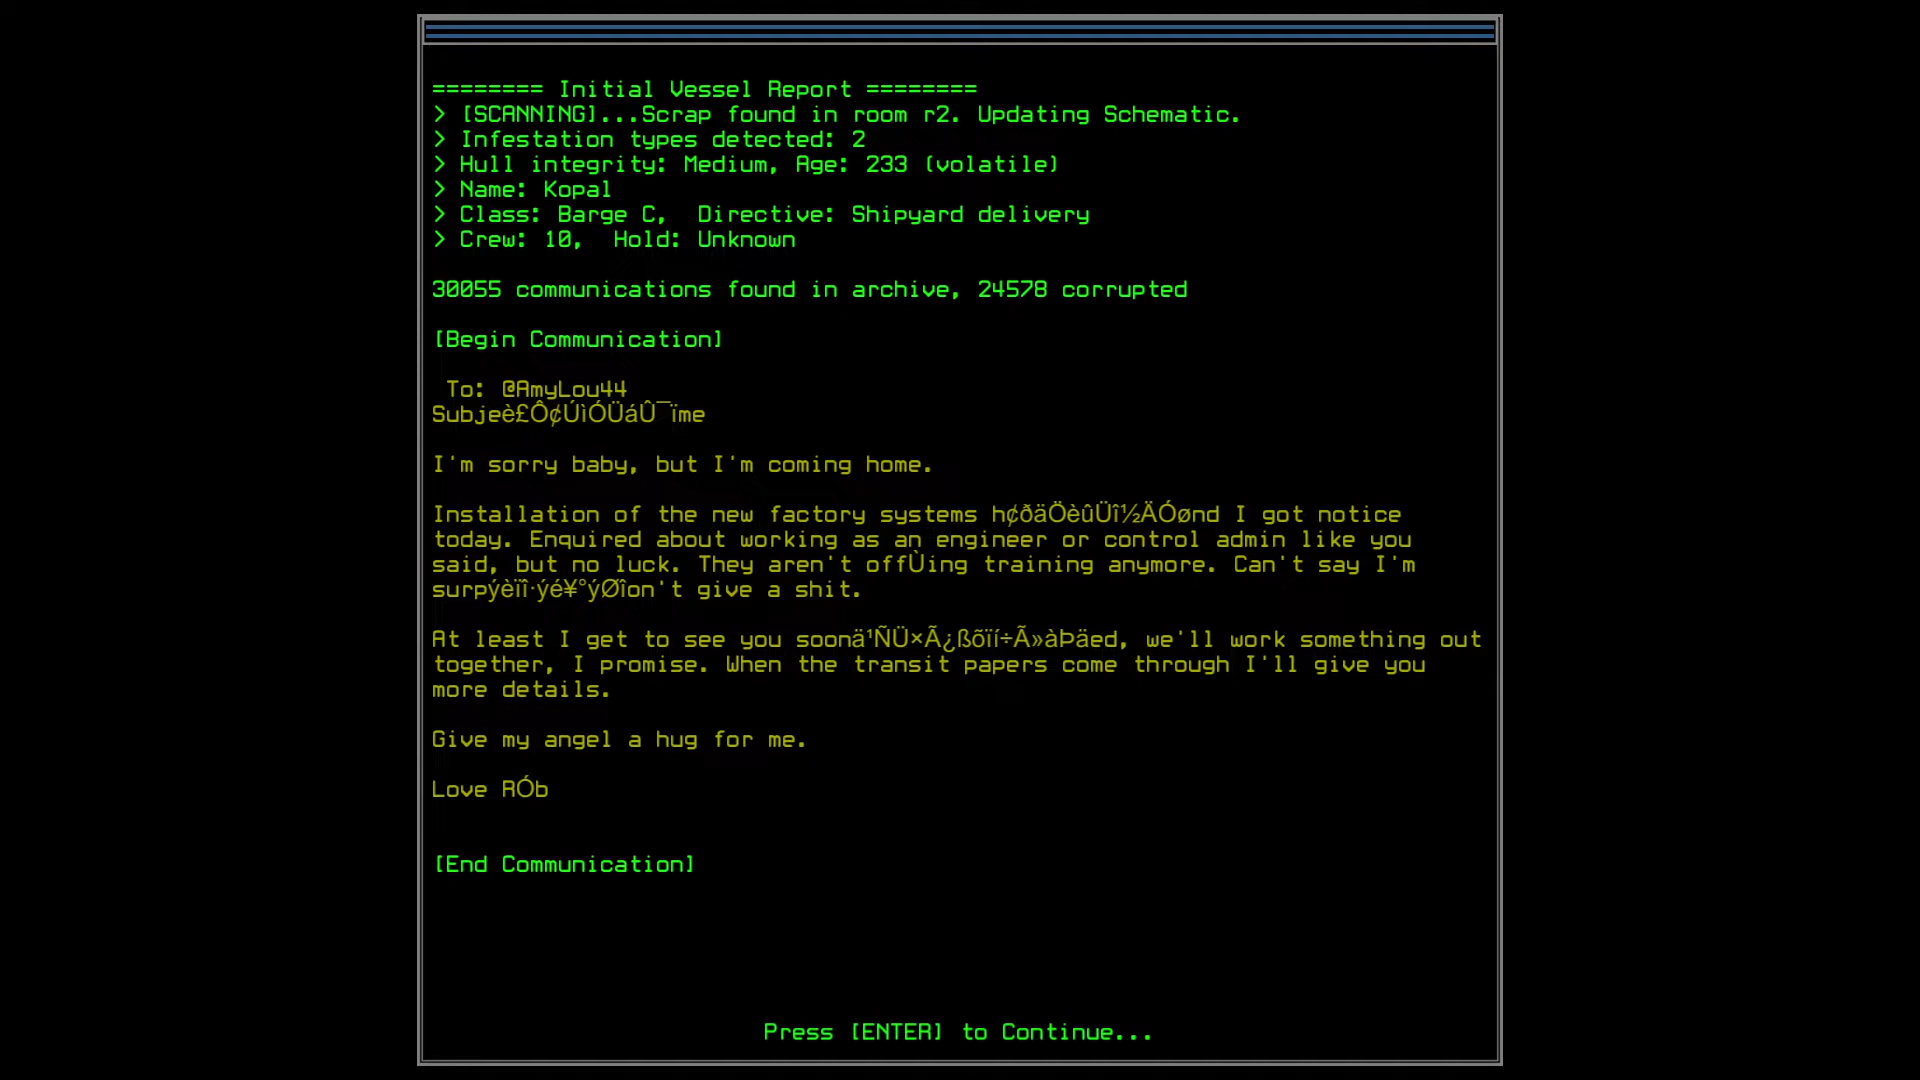 ======== Initial Vessel Report ========
> [SCANNING]...Scrap found in room r2. Updating Schematic.
> Infestation types detected: 2
> Hull integrity: Medium, Age: 233 (volatile)
> Name: Kopal
> Class: Barge C,  Directive: Shipyard delivery
> Crew: 10,  Hold: Unknown
30055 communications found in archive, 24578 corrupted
[Begin Communication]
To: @AmyLou44
Subjeè£Ô¢ÚìÓÜáÛ¯ïme
I'm sorry baby, but I'm coming home.
Installation of the new factory systems h¢ðäÖèûÜî½ÄÓønd I got notice
today. Enquired about working as an engineer or control admin like you
said, but no luck. They aren't offÙing training anymore. Can't say I'm
surpýèïî·ýé¥°ýØîon't give a shit.
At least I get to see you soonä¹ÑÜ×Ã¿ßõïí÷Ã»àÞäed, we'll work something out
together, I promise. When the transit papers come through I'll give you
more details.
Give my angel a hug for me.
Love RÓb
[End Communication]
Press [ENTER] to Continue...